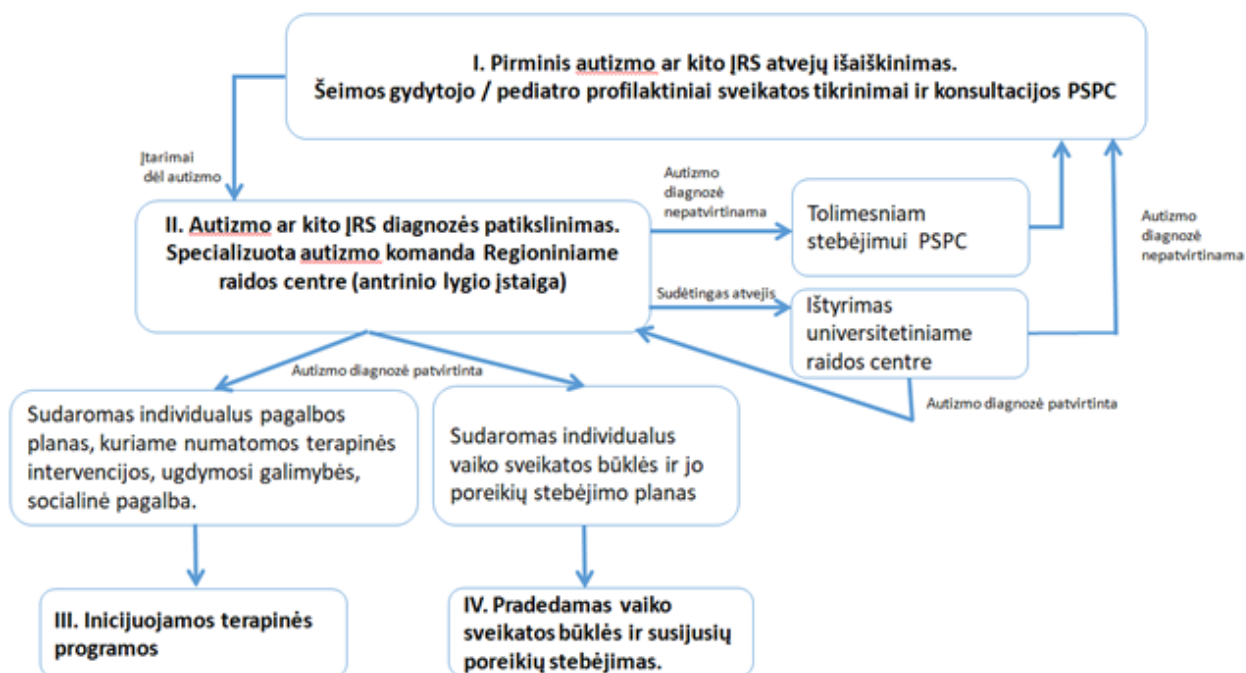 I. Pirminis autizmo ar kito ĮRS atvejų išaiškinimas.
Šeimos gydytojo / pediatro profilaktiniai sveikatos tikrinimai ir konsultacijos PSPC
Įtarimai
dėl autizmo
II. Autizmo ar kito ĮRS diagnozės patikslinimas.
Specializuota autizmo komanda Regioniniame
raidos centre (antrinio lygio įstaiga)
Autizmo
diagnozė
nepatvirtinama
Tolimesniam
stebėjimui PSPC
Autizmo
diagnozė
nepatvirtinama
Sudėtingas atvejis
Ištyrimas
universitetiniame
raidos centre
Autizmo diagnozė patvirtinta
Autizmo diagnozė patvirtinta
Sudaromas individualus pagalbos
planas, kuriame numatomos terapinės
intervencijos, ugdymosi galimybės,
socialinė pagalba.
Sudaromas individualus
vaiko sveikatos būklės ir jo
poreikių stebėjimo planas
III. Inicijuojamos terapinės
programos
IV. Pradedamas vaiko
sveikatos būklės ir susijusių
poreikių stebėjimas.